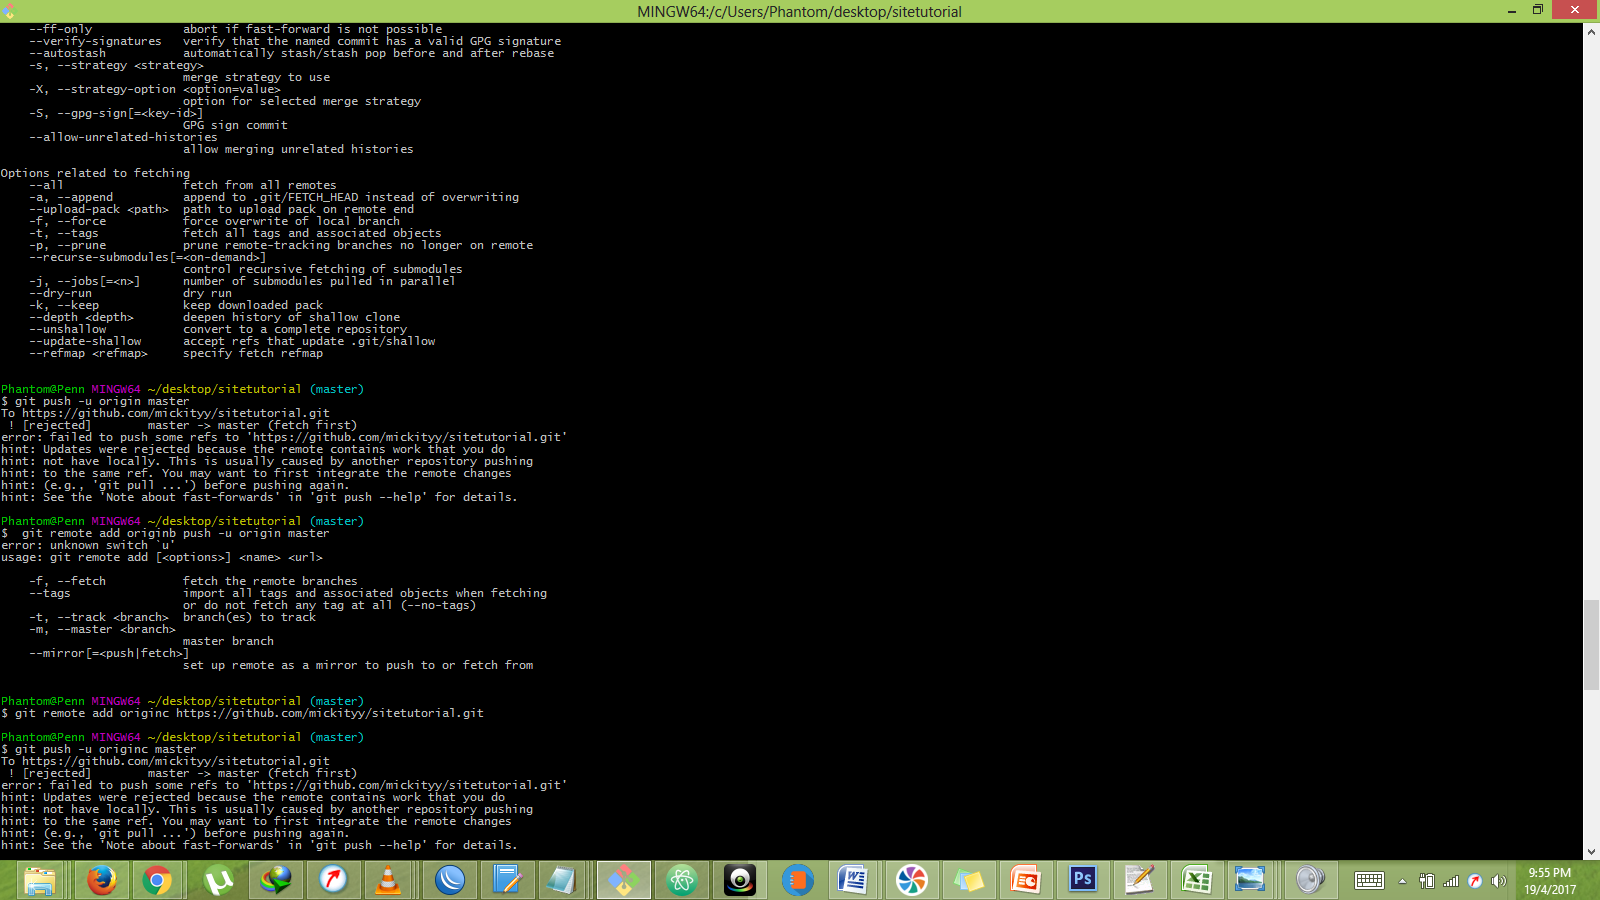 MINGW64:/c/Users/Phantom/desktop/sitetutorial
--ff-only abort if fast-forward is not possible
--verify-signatures verify that the named commit has a valid GPG signature
--autostash automatically stash/stash pop before and after rebase
-s, --strategy <strategy>
merge strategy to use
-X, --strategy-option <option=value>
option for selected merge strategy
-S, --gpg-sign[=<key-id>]
GPG sign commit
--allow-unrelated-histories
allow merging unrelated histories
Options related to fetching
--all fetch from all remotes
-a, --append append to .git/FETCH_HEAD instead of overwriting
--upload-pack <path> path to upload pack on remote end
-f, --force force overwrite of local branch
-t, --tags fetch all tags and associated objects
-p, --prune prune remote-tracking branches no longer on remote
--recurse-submodules[=<on-demand>]
control recursive fetching of submodules
-j, --jobs[=<n>] number of submodules pulled in parallel
--dry-run dry run
-k, --keep keep downloaded pack
--depth <depth> deepen history of shallow clone
--unshallow convert to a complete repository
--update-shallow accept refs that update .git/shallow
--refmap <refmap> specify fetch refmap
Phantom@Penn MINGW64 ~/desktop/sitetutorial (master)
$ git push -u origin master
To https://github.com/mickityy/sitetutorial.git
! [rejected] master -> master (fetch first)
error: failed to push some refs to 'https://github.com/mickityy/sitetutorial.git'
hint: Updates were rejected because the remote contains work that you do
hint: not have locally. This is usually caused by another repository pushing
hint: to the same ref. You may want to first integrate the remote changes
hint: (e.g., 'git pull ...') before pushing again.
hint: See the 'Note about fast-forwards' in 'git push --help' for details.
Phantom@Penn MINGW64 ~/desktop/sitetutorial (master)
$ git remote add originb push -u origin master
error: unknown switch `u'
usage: git remote add [<options>] <name> <url>
-f, --fetch fetch the remote branches
--tags import all tags and associated objects when fetching
or do not fetch any tag at all (--no-tags)
-t, --track <branch> branch(es) to track
-m, --master <branch>
master branch
--mirror[=<push|fetch>]
set up remote as a mirror to push to or fetch from
Phantom@Penn MINGW64 ~/desktop/sitetutorial (master)
$ git remote add originc https://github.com/mickityy/sitetutorial.git
Phantom@Penn MINGW64 ~/desktop/sitetutorial (master)
$ git push -u originc master
To https://github.com/mickityy/sitetutorial.git
! [rejected] master -> master (fetch first)
error: failed to push some refs to 'https://github.com/mickityy/sitetutorial.git'
hint: Updates were rejected because the remote contains work that you do
hint: not have locally. This is usually caused by another repository pushing
hint: to the same ref. You may want to first integrate the remote changes
hint: (e.g., 'git pull ...') before pushing again.
hint: See the 'Note about fast-forwards' in 'git push --help' for details.
Ps
9:55 PM
19/4/2017